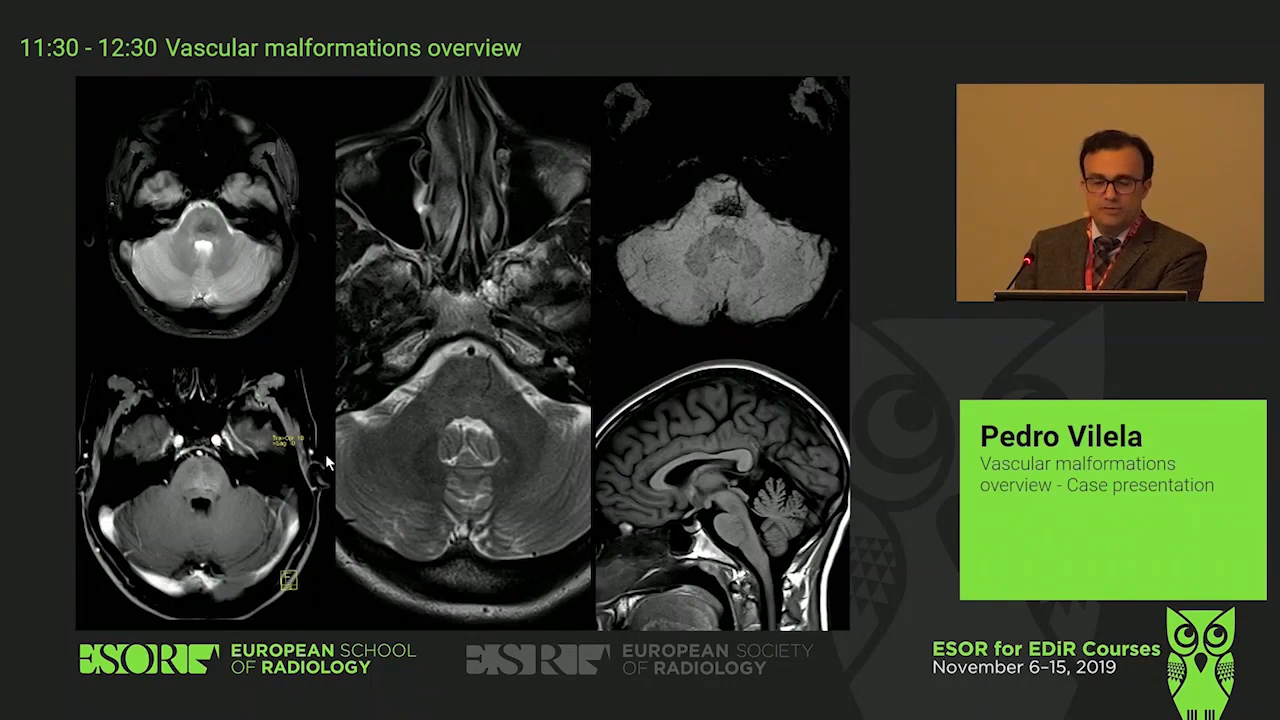 11:30 - 12:30 Vascular malformations overview
Pedro Vilela
Vascular malformations
overview - Case presentation
ESOR
EUROPEAN SCHOOL
OF RADIOLOGY
ESR
EUROPEAN SOCIETY
OF RADIOLOGY
ESOR for EDiR Courses
November 6–15, 2019